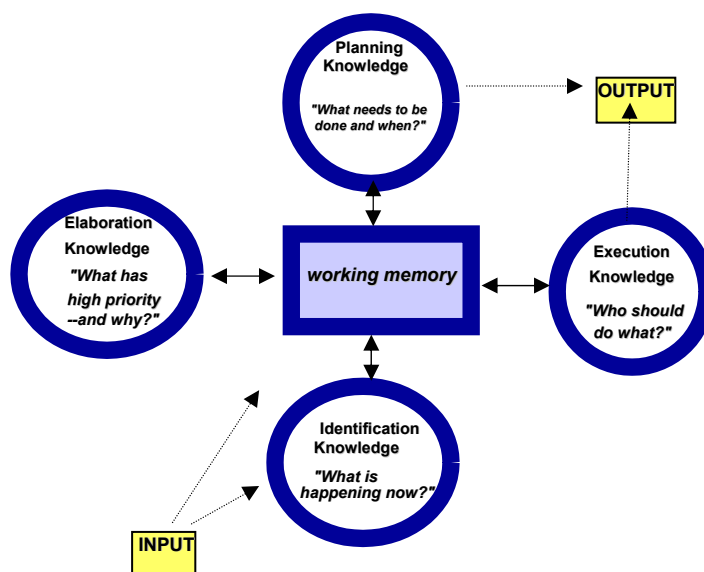 Planning
Knowledge
"What needs to be
done and when?"
OUTPUT
Elaboration
Knowledge
"What has
high priority
--and why?"
working memory
Execution
Knowledge
"Who should
do what?"
Identification
Knowledge
"What is
happening now?"
INPUT